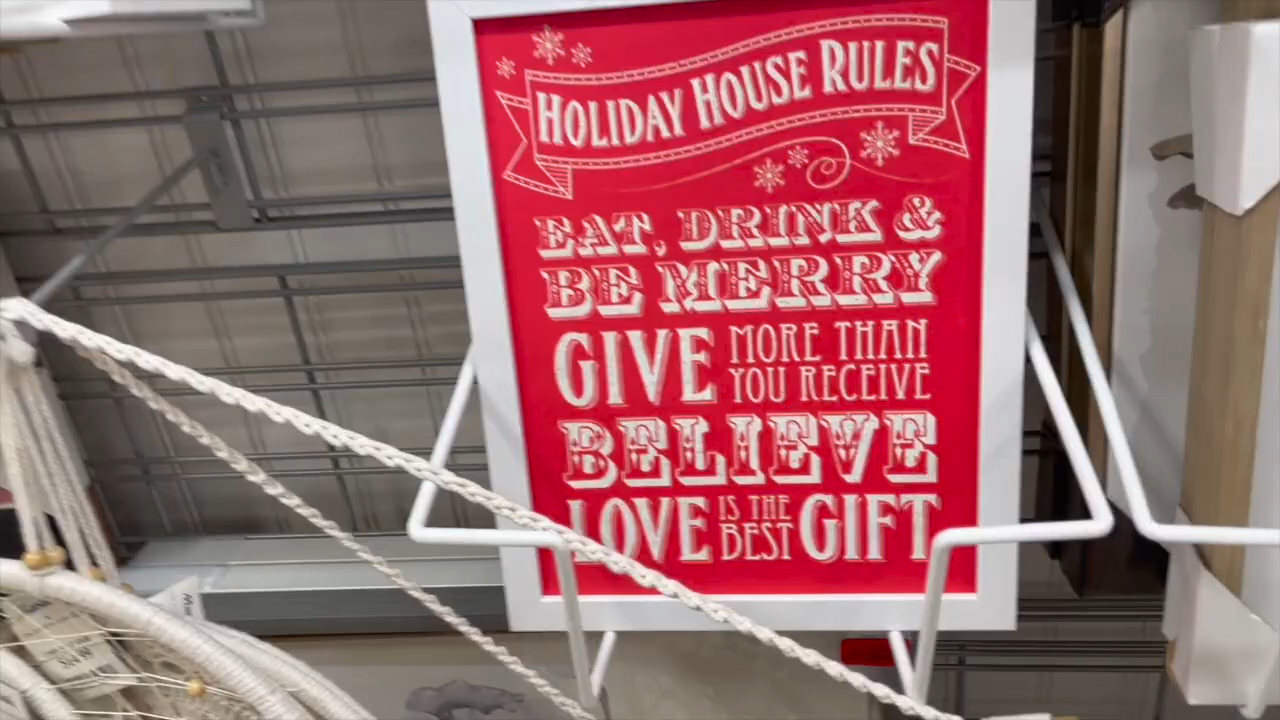 HOLIDAY HOUSE RULES
EAT, DRINK &
BE MERRY
GIVE MORE THAN
YOU RECEIVE
BELIEVE
LOVE IS THE
BEST GIFT